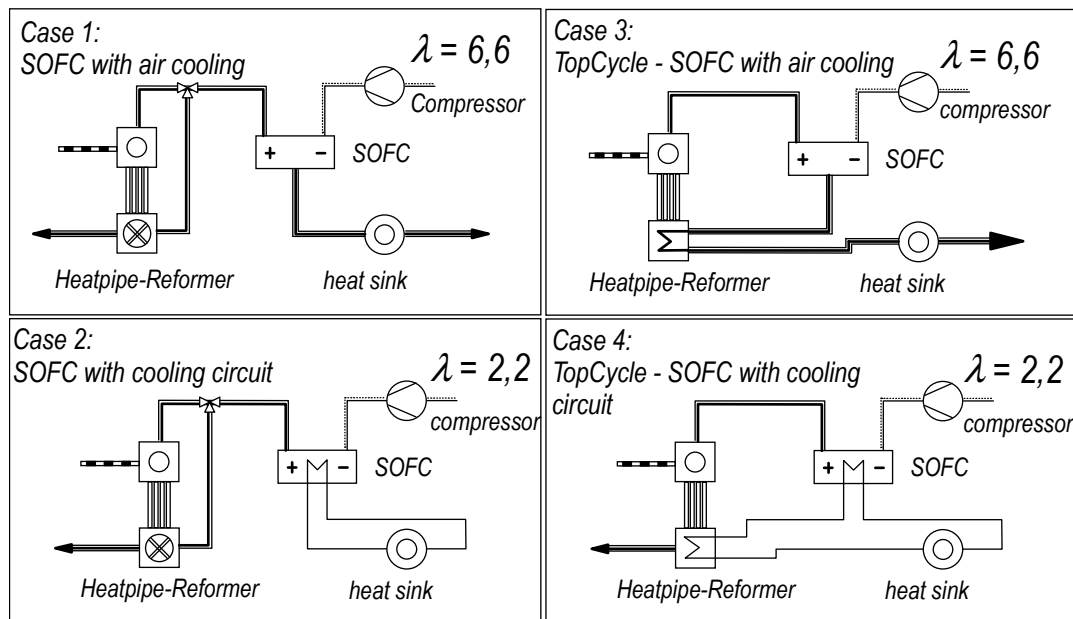 Case 1:
SOFC with air cooling
λ = 6,6
Compressor
+ −
SOFC
Heatpipe-Reformer
heat sink
Case 3:
TopCycle - SOFC with air cooling
λ = 6,6
compressor
+ −
SOFC
Heatpipe-Reformer
heat sink
Case 2:
SOFC with cooling circuit
λ = 2,2
compressor
+ −
SOFC
Heatpipe-Reformer
heat sink
Case 4:
TopCycle - SOFC with cooling
circuit
λ = 2,2
compressor
+ −
SOFC
Heatpipe-Reformer
heat sink